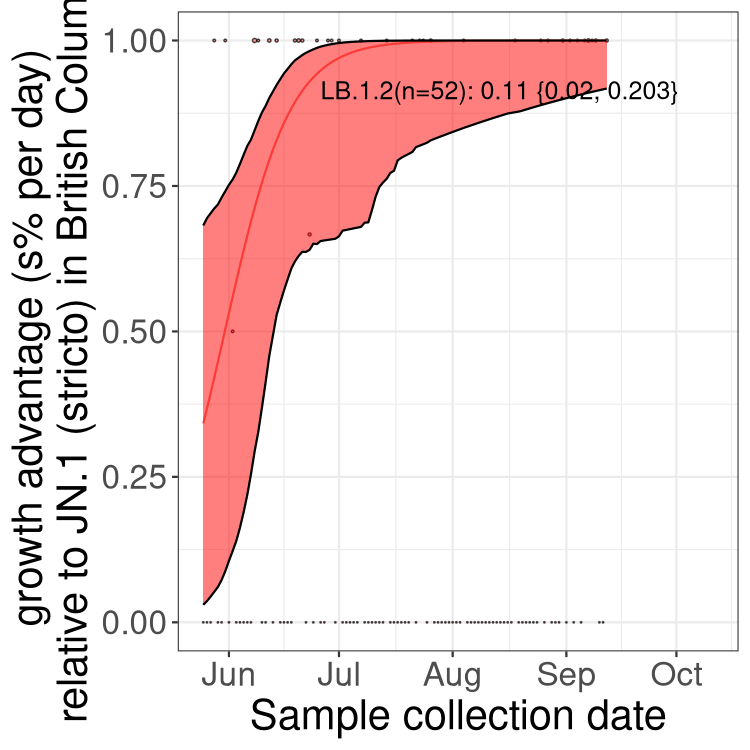 growth advantage (s% per day)
relative to JN.1 (stricto) in British Colum
1.00
0.75
0.50
0.25
0.00
LB.1.2(n=52): 0.11 {0.02, 0.203}
Jun Jul Aug Sep Oct
Sample collection date